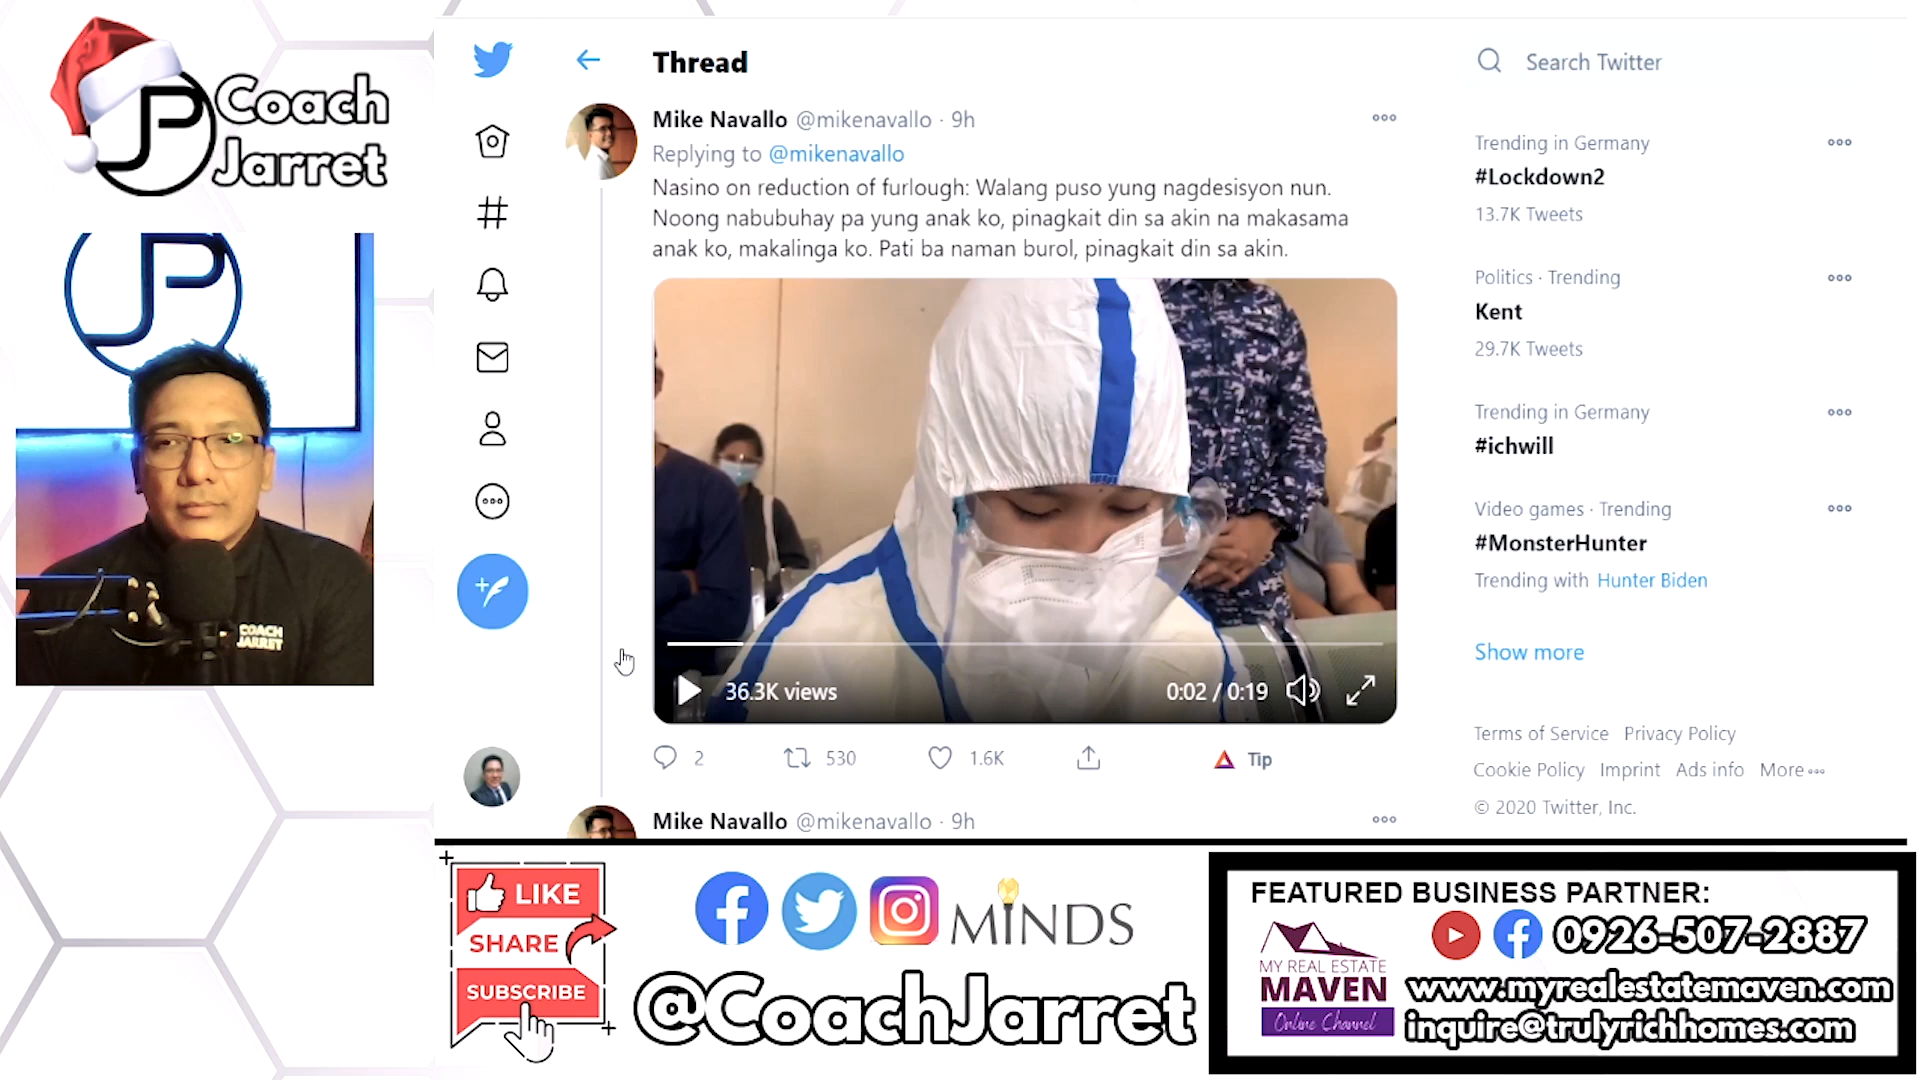 Coach
Jarret
COACH
JARRET
Thread
Mike Navallo @mikenavallo · 9h
Replying to @mikenavallo
Nasino on reduction of furlough: Walang puso yung nagdesisyon nun.
Noong nabubuhay pa yung anak ko, pinagkait din sa akin na makasama
anak ko, makalinga ko. Pati ba naman burol, pinagkait din sa akin.
36.3K views
0:02 / 0:19
2
530
1.6K
Tip
Mike Navallo @mikenavallo · 9h
Search Twitter
Trending in Germany
#Lockdown2
13.7K Tweets
Politics · Trending
Kent
29.7K Tweets
Trending in Germany
#ichwill
Video games · Trending
#MonsterHunter
Trending with Hunter Biden
Show more
Terms of Service Privacy Policy
Cookie Policy Imprint Ads info More
© 2020 Twitter, Inc.
LIKE
SHARE
SUBSCRIBE
MINDS
@CoachJarret
FEATURED BUSINESS PARTNER:
0926-507-2887
MY REAL ESTATE
MAVEN
Online Channel
www.myrealestatemaven.com
inquire@trulyrichhomes.com